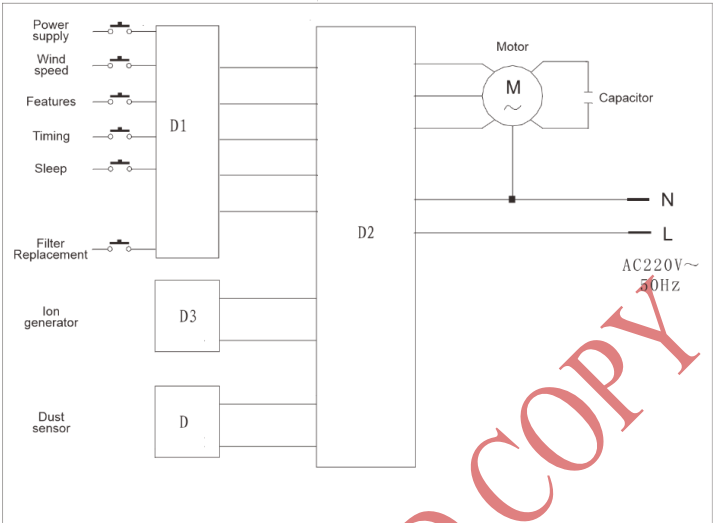 Power
supply
Wind
speed
Features
Timing
Sleep
Filter
Replacement
Ion
generator
Dust
sensor
D1
D3
D
D2
Motor
M
~
Capacitor
N
L
AC220V~
50Hz
COPY